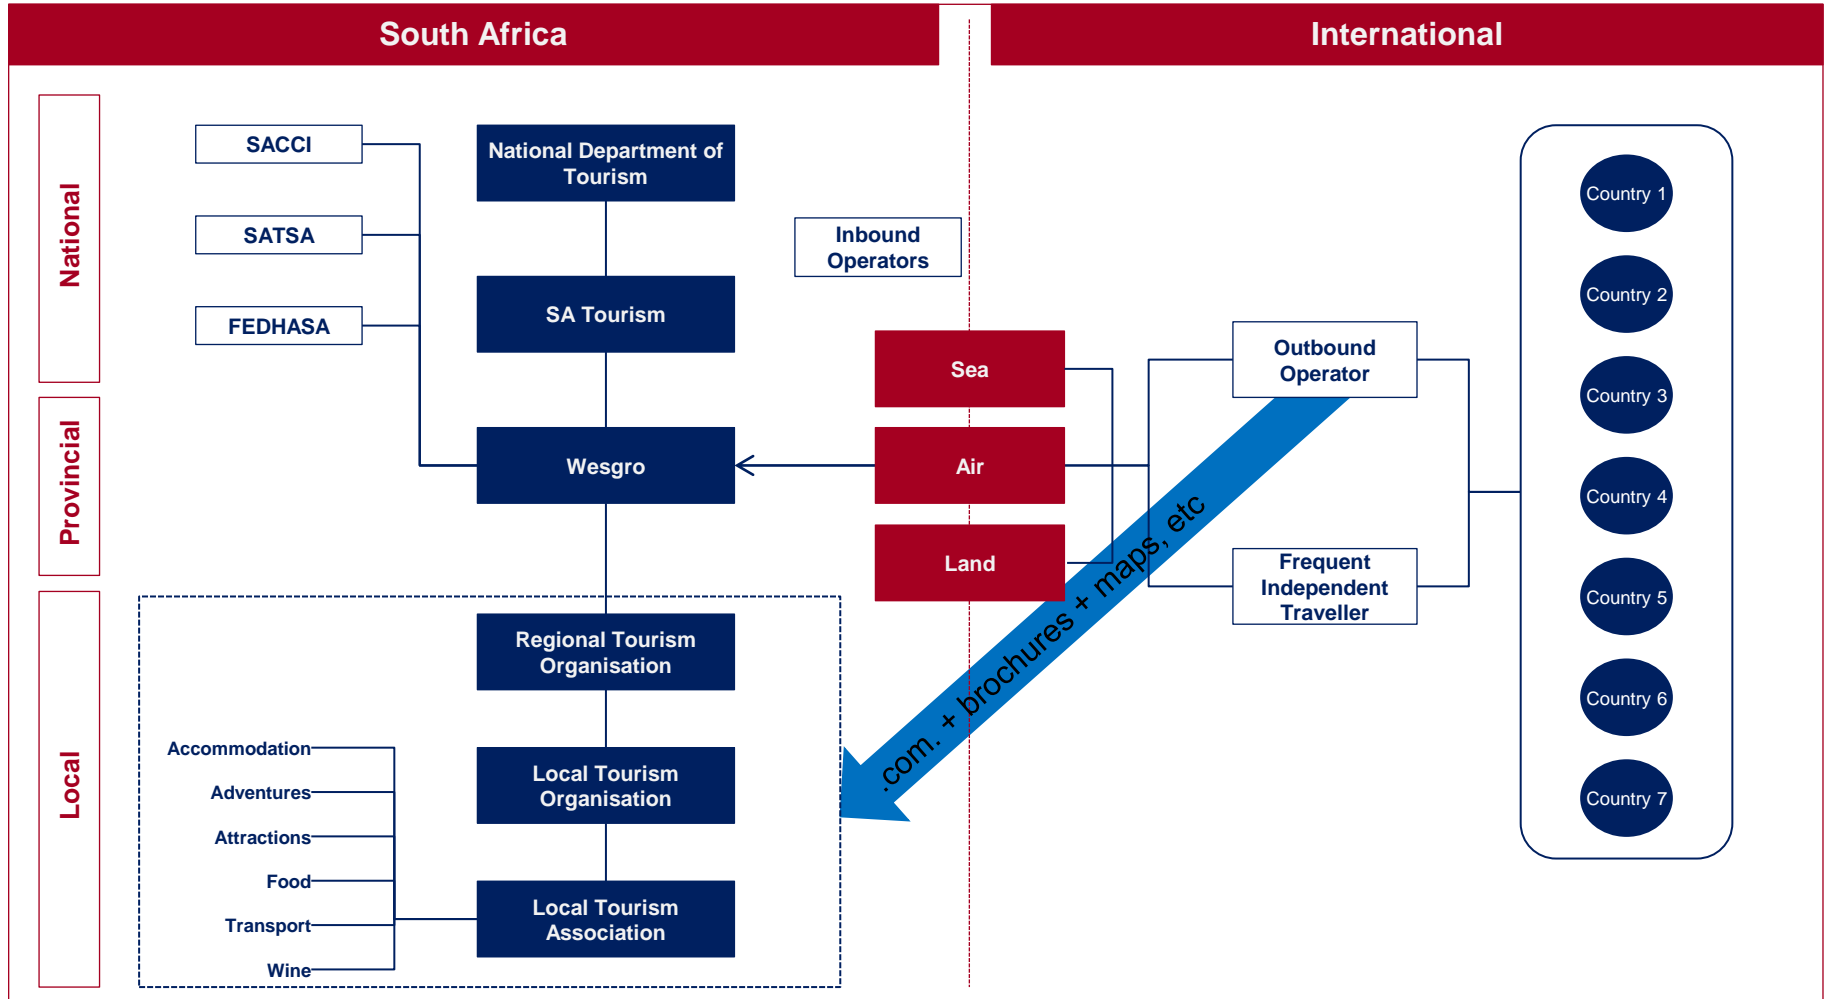 South Africa
International
National
SACCI
SATSA
FEDHASA
National Department of
Tourism
SA Tourism
Inbound
Operators
Provincial
Wesgro
Sea
Air
Land
Outbound
Operator
Frequent
Independent
Traveller
.com. + brochures + maps, etc
Country 1
Country 2
Country 3
Country 4
Country 5
Country 6
Country 7
Local
Regional Tourism
Organisation
Local Tourism
Organisation
Local Tourism
Association
Accommodation
Adventures
Attractions
Food
Transport
Wine